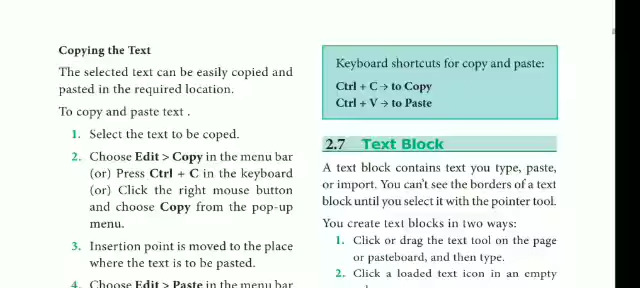 Copying the Text
The selected text can be easily copied and
pasted in the required location.
To copy and paste text .
1. Select the text to be coped.
2. Choose Edit > Copy in the menu bar
(or) Press Ctrl + C in the keyboard
(or) Click the right mouse button
and choose Copy from the pop-up
menu.
3. Insertion point is moved to the place
where the text is to be pasted.
4. Choose Edit > Paste in the menu bar
Keyboard shortcuts for copy and paste:
Ctrl + C → to Copy
Ctrl + V → to Paste
2.7 Text Block
A text block contains text you type, paste,
or import. You can't see the borders of a text
block until you select it with the pointer tool.
You create text blocks in two ways:
1. Click or drag the text tool on the page
or pasteboard, and then type.
2. Click a loaded text icon in an empty